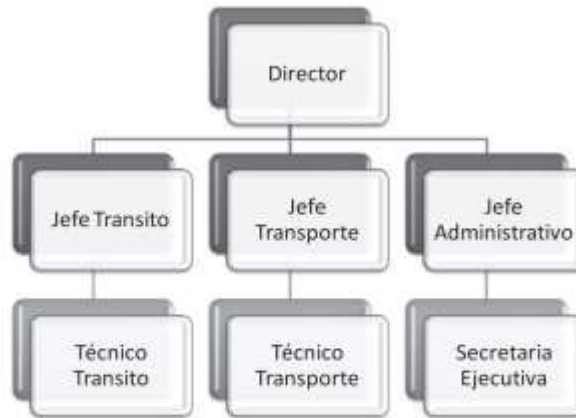 Director
Jefe Transito
Jefe
Transporte
Jefe
Administrativo
Técnico
Transito
Técnico
Transporte
Secretaria
Ejecutiva